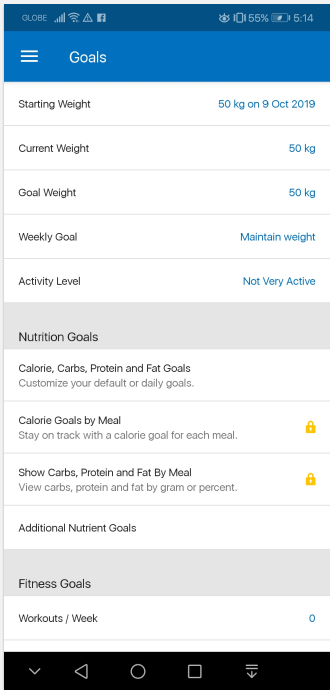 GLOBE 55% 5:14
Goals
Starting Weight 50 kg on 9 Oct 2019
Current Weight 50 kg
Goal Weight 50 kg
Weekly Goal Maintain weight
Activity Level Not Very Active
Nutrition Goals
Calorie, Carbs, Protein and Fat Goals
Customize your default or daily goals.
Calorie Goals by Meal
Stay on track with a calorie goal for each meal.
Show Carbs, Protein and Fat By Meal
View carbs, protein and fat by gram or percent.
Additional Nutrient Goals
Fitness Goals
Workouts / Week 0